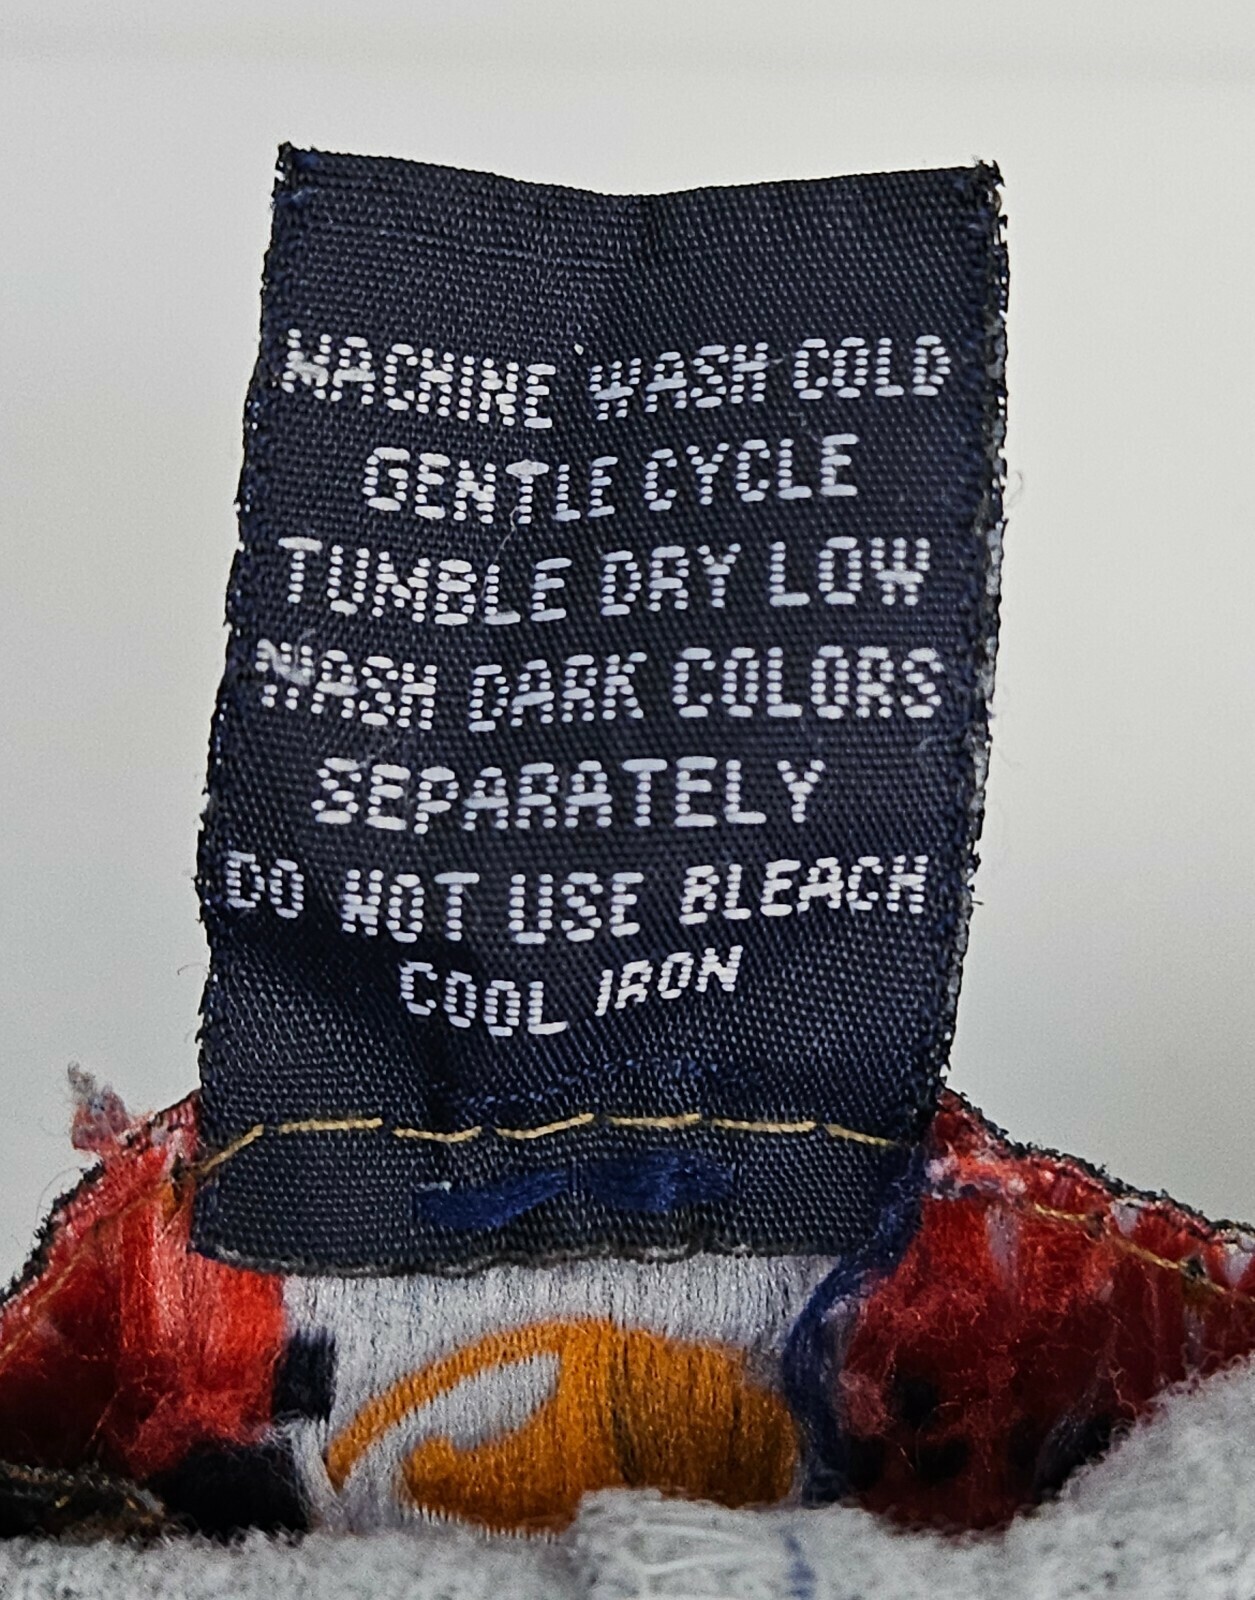 MACHINE WASH COLD
GENTLE CYCLE
TUMBLE DRY LOW
WASH DARK COLORS
SEPARATELY
DO NOT USE BLEACH
COOL IRON